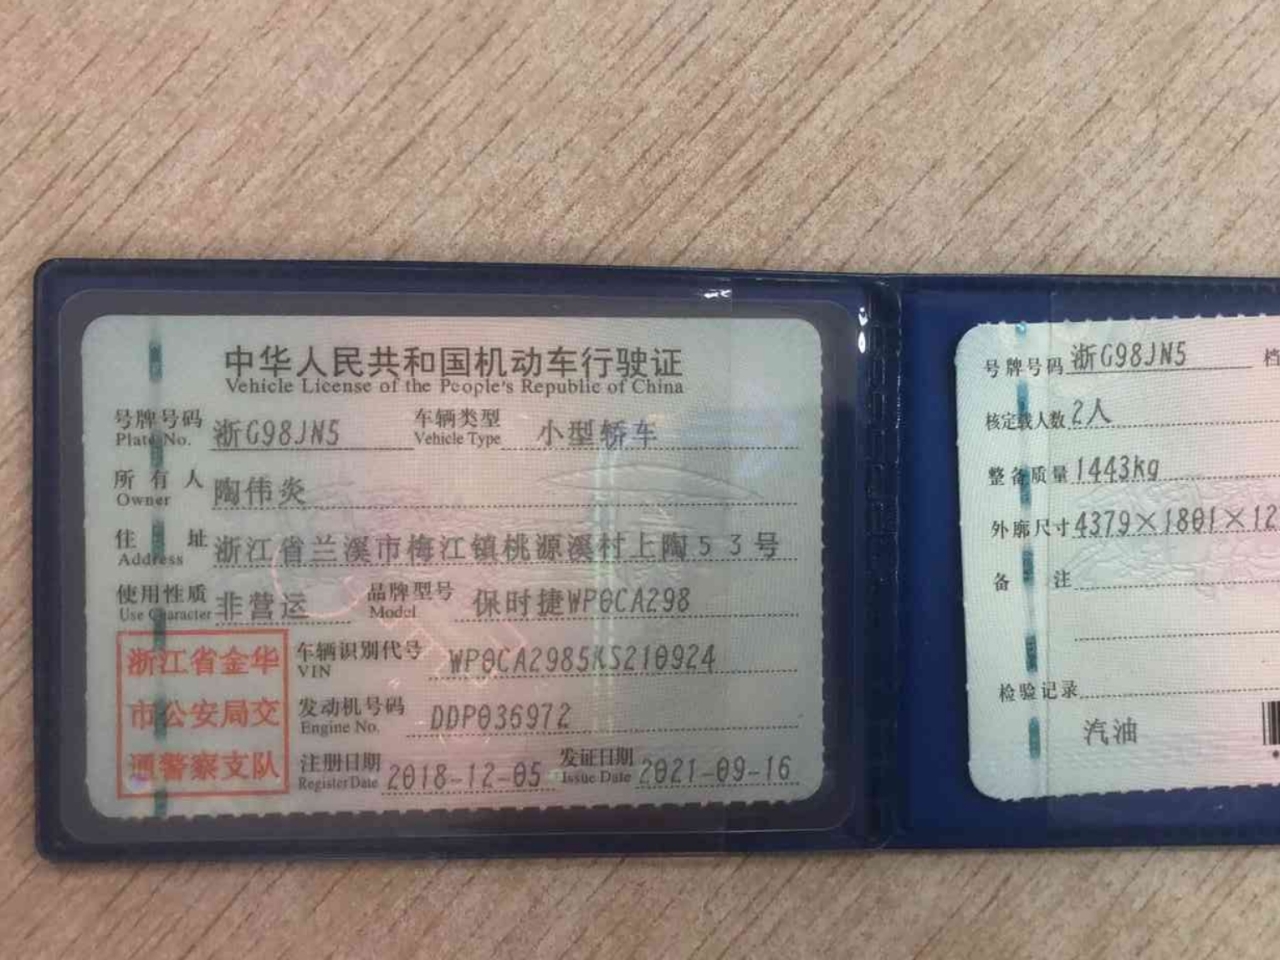 中华人民共和国机动车行驶证
Vehicle License of the People's Republic of China
号牌号码 浙G98JN5 车辆类型 小型轿车
Plate No. Vehicle Type
所有人 陶伟炎
Owner
住址 浙江省兰溪市梅江镇桃源溪村上陶53号
Address
使用性质 非营运 品牌型号 保时捷WP0CA298
Use Character Model
浙江省金华
市公安局交
通警察支队
车辆识别代号 WP0CA2985KS210924
VIN
发动机号码 DDP036972
Engine No.
注册日期 2018-12-05 发证日期 2021-09-16
Register Date Issue Date
号牌号码 浙G98JN5 档
核定载人数 2人
整备质量 1443kg
外廓尺寸 4379×1801×12
备注
检验记录
汽油